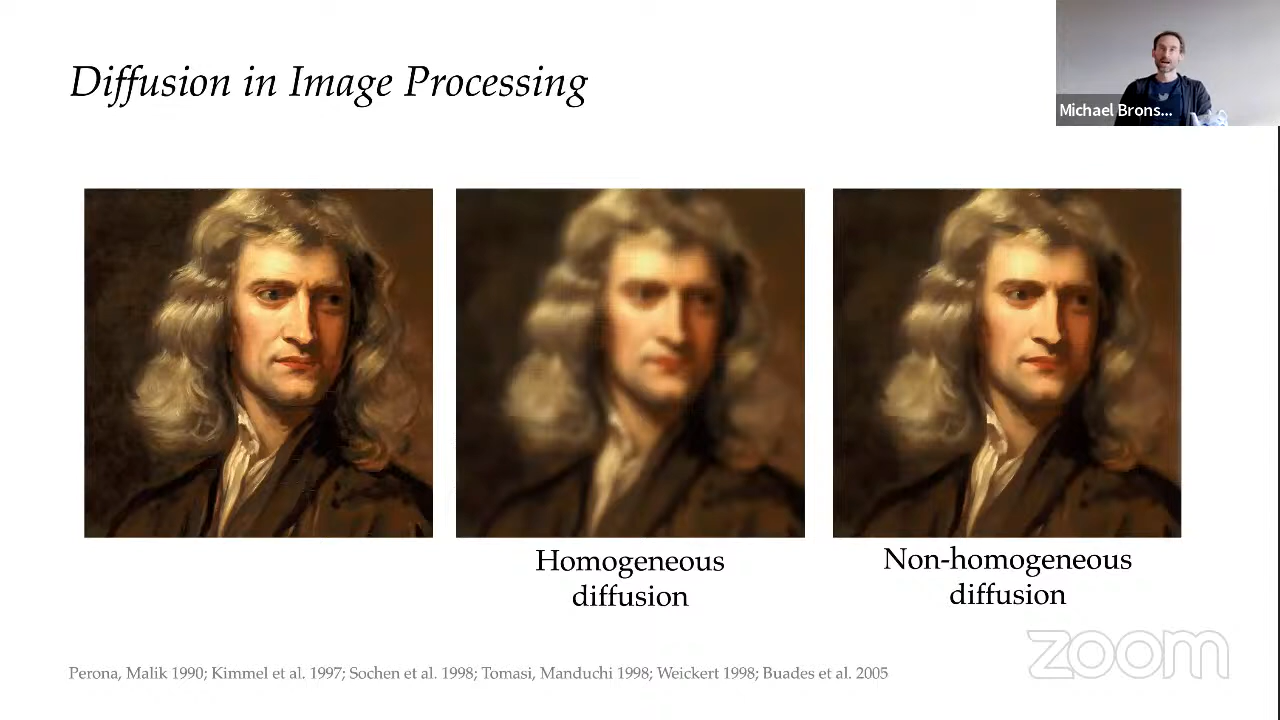 Diffusion in Image Processing
Michael Brons...
Homogeneous
diffusion
Non-homogeneous
diffusion
zoom
Perona, Malik 1990; Kimmel et al. 1997; Sochen et al. 1998; Tomasi, Manduchi 1998; Weickert 1998; Buades et al. 2005